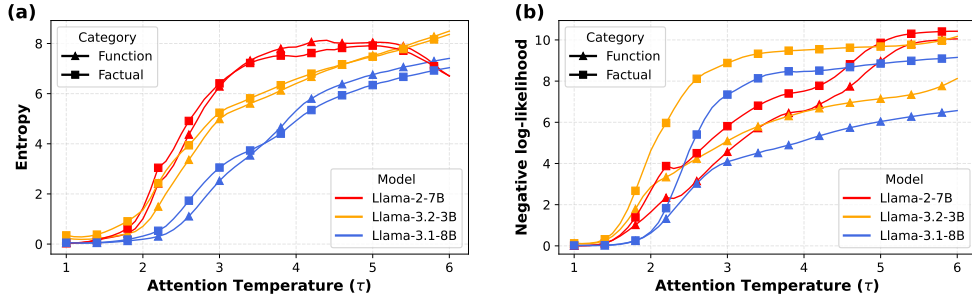 (a)
Entropy
8
6
4
2
0
Category
Function
Factual
Model
Llama-2-7B
Llama-3.2-3B
Llama-3.1-8B
1 2 3 4 5 6
Attention Temperature (τ)
(b)
Negative log-likelihood
10
8
6
4
2
0
Category
Function
Factual
Model
Llama-2-7B
Llama-3.2-3B
Llama-3.1-8B
1 2 3 4 5 6
Attention Temperature (τ)